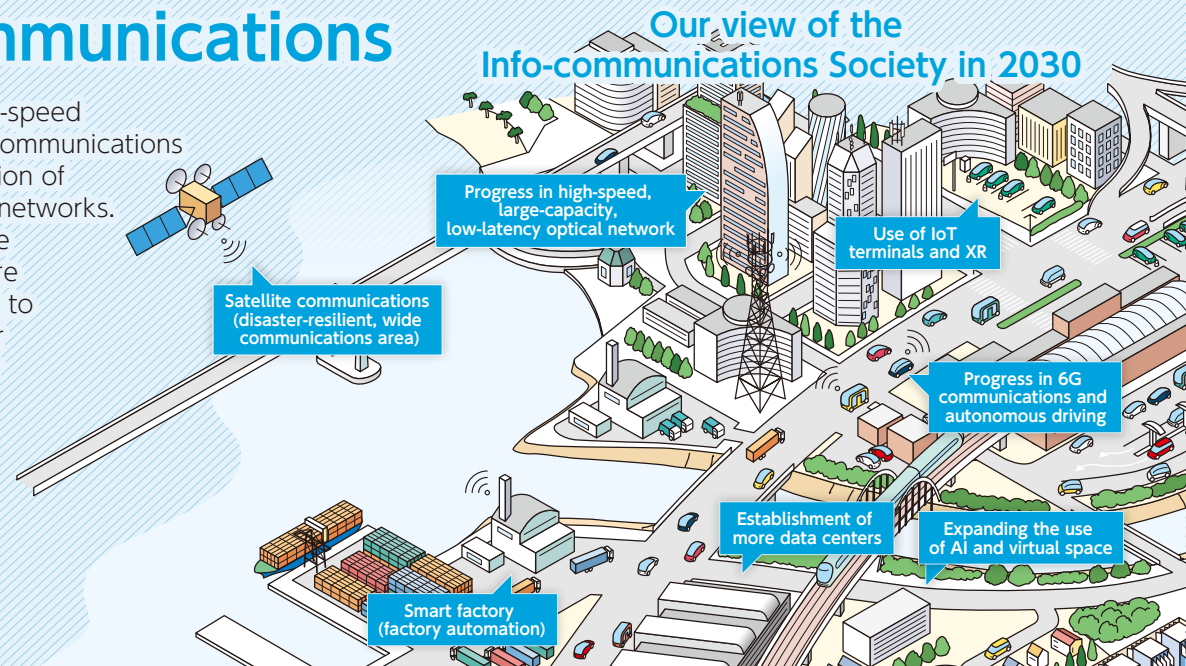 mmunications
-speed
ommunications
ion of
networks.
e
re
to
r
Our view of the
Info-communications Society in 2030
Progress in high-speed,
large-capacity,
low-latency optical network
Use of IoT
terminals and XR
Satellite communications
(disaster-resilient, wide
communications area)
Progress in 6G
communications and
autonomous driving
Establishment of
more data centers
Expanding the use
of AI and virtual space
Smart factory
(factory automation)